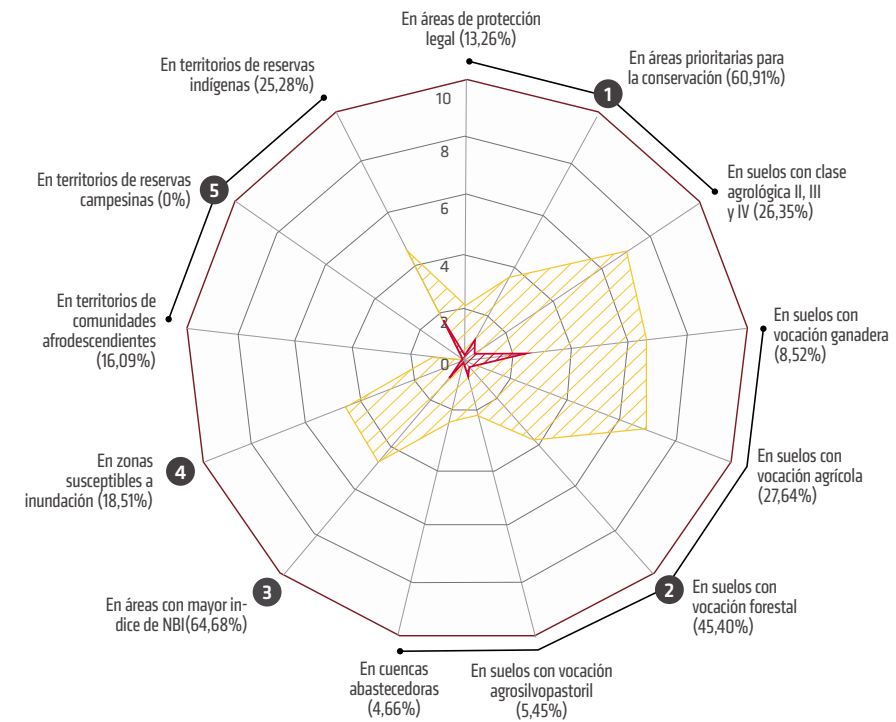 En áreas de protección
legal (13,26%)
En áreas prioritarias para
la conservación (60,91%)
1
En suelos con clase
agrológica II, III
y IV (26,35%)
En suelos con
vocación ganadera
(8,52%)
En suelos con
vocación agrícola
(27,64%)
2
En suelos con
vocación forestal
(45,40%)
En suelos con vocación
agrosilvopastoril
(5,45%)
En cuencas
abastecedoras
(4,66%)
3
En áreas con mayor in-
dice de NBI(64,68%)
4
En zonas
susceptibles a
inundación (18,51%)
En territorios de
comunidades
afrodescendientes
(16,09%)
5
En territorios de reservas
campesinas (0%)
En territorios de reservas
indígenas (25,28%)
10
8
6
4
2
0